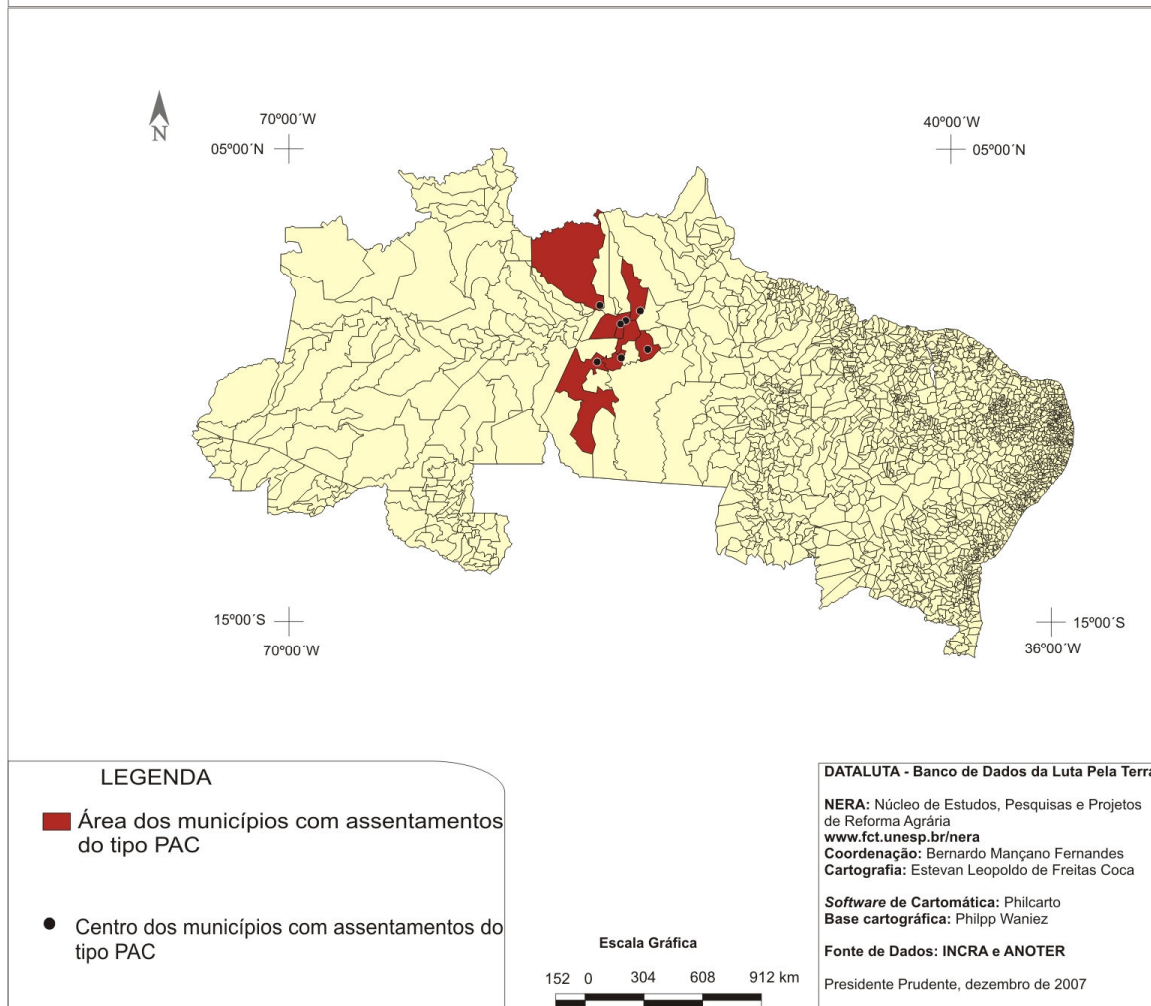 N
70º00´W
05º00´N
40º00´W
05º00´N
15º00´S
70º00´W
15º00´S
36º00´W
LEGENDA
Área dos municípios com assentamentos
do tipo PAC
Centro dos municípios com assentamentos do
tipo PAC
Escala Gráfica
152 0 304 608 912 km
DATALUTA - Banco de Dados da Luta Pela Terra
NERA: Núcleo de Estudos, Pesquisas e Projetos
de Reforma Agrária
www.fct.unesp.br/nera
Coordenação: Bernardo Mançano Fernandes
Cartografia: Estevan Leopoldo de Freitas Coca
Software de Cartomática: Philcarto
Base cartográfica: Philpp Waniez
Fonte de Dados: INCRA e ANOTER
Presidente Prudente, dezembro de 2007